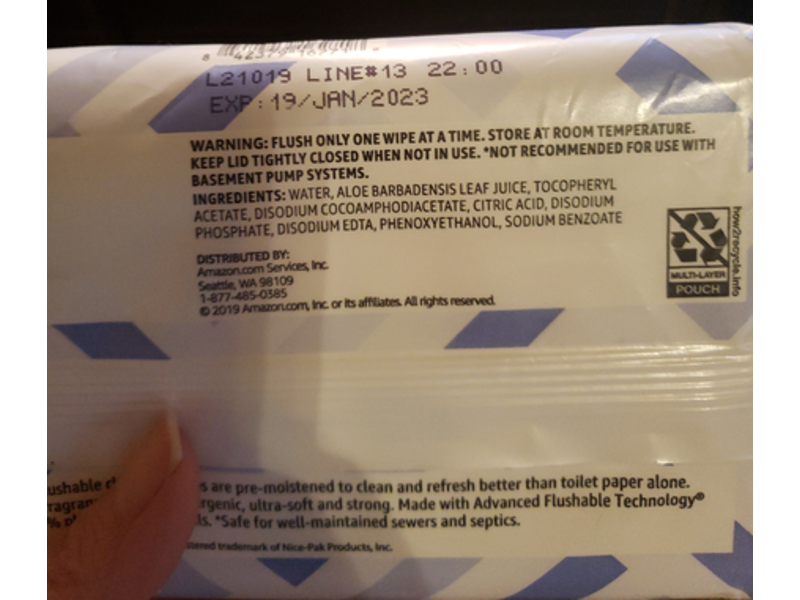 L21019 LINE#13 22:00
EXP:19/JAN/2023
WARNING: FLUSH ONLY ONE WIPE AT A TIME. STORE AT ROOM TEMPERATURE.
KEEP LID TIGHTLY CLOSED WHEN NOT IN USE. *NOT RECOMMENDED FOR USE WITH
BASEMENT PUMP SYSTEMS.
INGREDIENTS: WATER, ALOE BARBADENSIS LEAF JUICE, TOCOPHERYL
ACETATE, DISODIUM COCOAMPHODIACETATE, CITRIC ACID, DISODIUM
PHOSPHATE, DISODIUM EDTA, PHENOXYETHANOL, SODIUM BENZOATE
DISTRIBUTED BY:
Amazon.com Services, Inc.
Seattle, WA 98109
1-877-485-0385
© 2019 Amazon.com, Inc. or its affiliates. All rights reserved.
how2recycle.info
MULTI-LAYER
POUCH
are pre-moistened to clean and refresh better than toilet paper alone.
ultra-soft and strong. Made with Advanced Flushable Technology®
*Safe for well-maintained sewers and septics.
trademark of Nice-Pak Products, Inc.